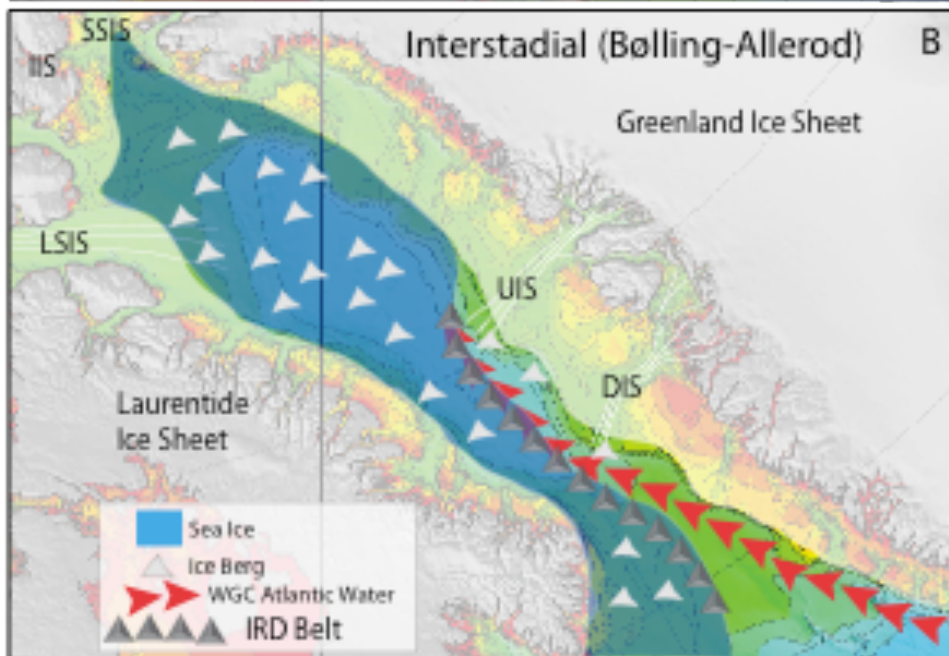 SSIS
Interstadial (Bølling-Allerod)
B
IIS
Greenland Ice Sheet
LSIS
UIS
DIS
Laurentide
Ice Sheet
Sea Ice
Ice Berg
WGC Atlantic Water
IRD Belt